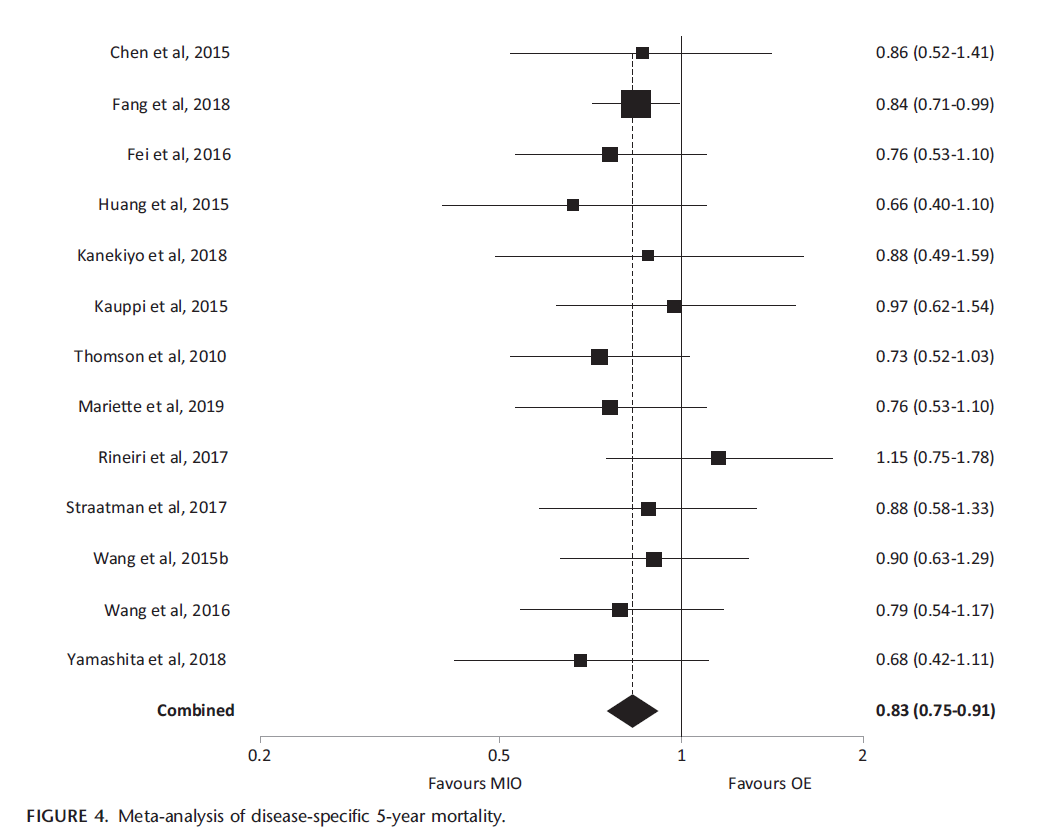 Chen et al, 2015 0.86 (0.52-1.41)
Fang et al, 2018 0.84 (0.71-0.99)
Fei et al, 2016 0.76 (0.53-1.10)
Huang et al, 2015 0.66 (0.40-1.10)
Kanekiyo et al, 2018 0.88 (0.49-1.59)
Kauppi et al, 2015 0.97 (0.62-1.54)
Thomson et al, 2010 0.73 (0.52-1.03)
Mariette et al, 2019 0.76 (0.53-1.10)
Rineiri et al, 2017 1.15 (0.75-1.78)
Straatman et al, 2017 0.88 (0.58-1.33)
Wang et al, 2015b 0.90 (0.63-1.29)
Wang et al, 2016 0.79 (0.54-1.17)
Yamashita et al, 2018 0.68 (0.42-1.11)
Combined 0.83 (0.75-0.91)
0.2 0.5 1 2
Favours MIO Favours OE
FIGURE 4. Meta-analysis of disease-specific 5-year mortality.